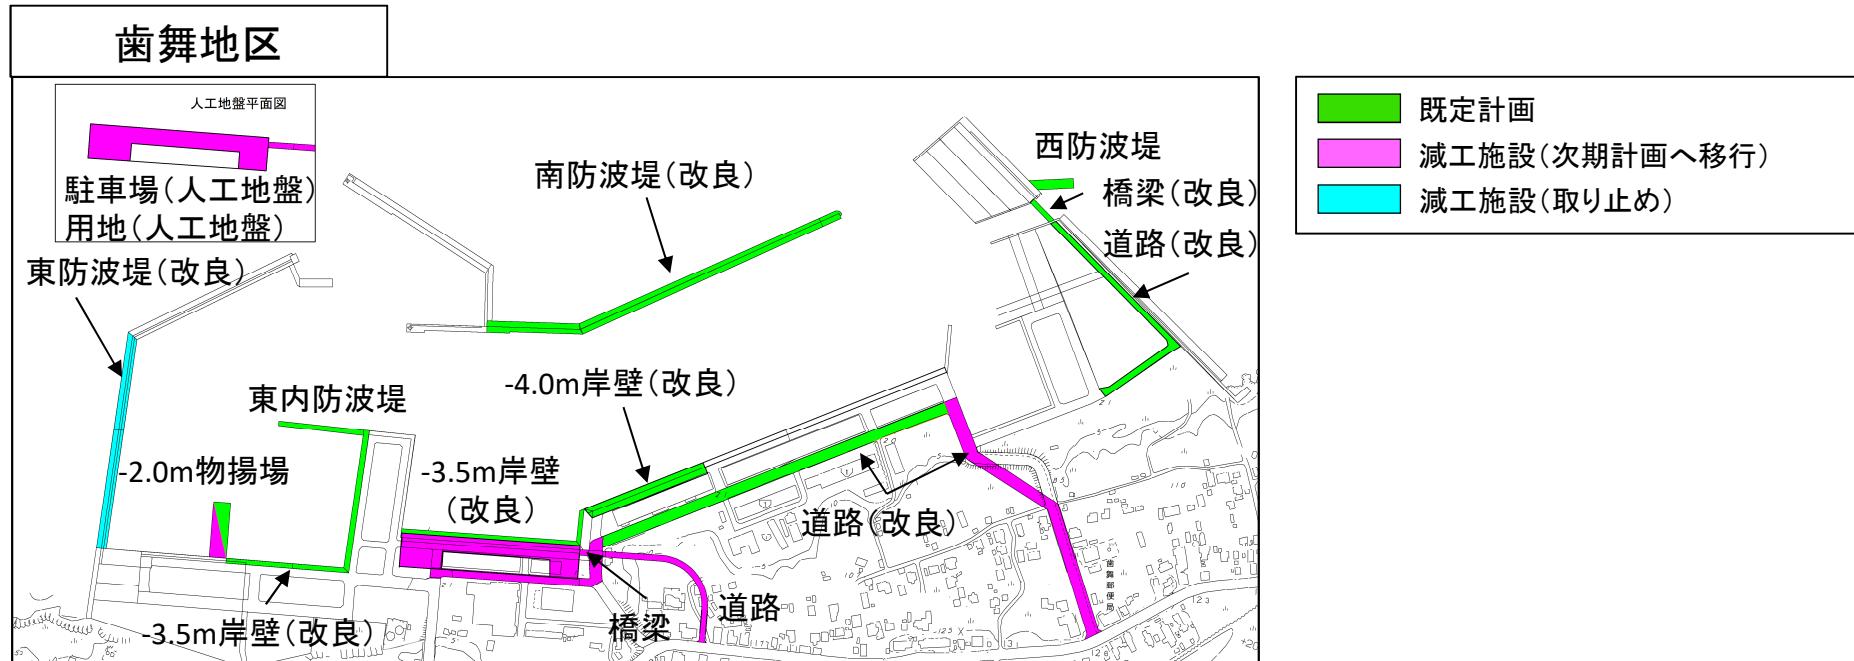 歯舞地区
人工地盤平面図
駐車場（人工地盤）
用地（人工地盤）
東防波堤（改良）
南防波堤（改良）
西防波堤
橋梁（改良）
道路（改良）
既定計画
減工施設（次期計画へ移行）
減工施設（取り止め）
東内防波堤
-4.0m岸壁（改良）
-2.0m物揚場
-3.5m岸壁
（改良）
道路（改良）
-3.5m岸壁（改良）
橋梁
道路
歯舞郵便局